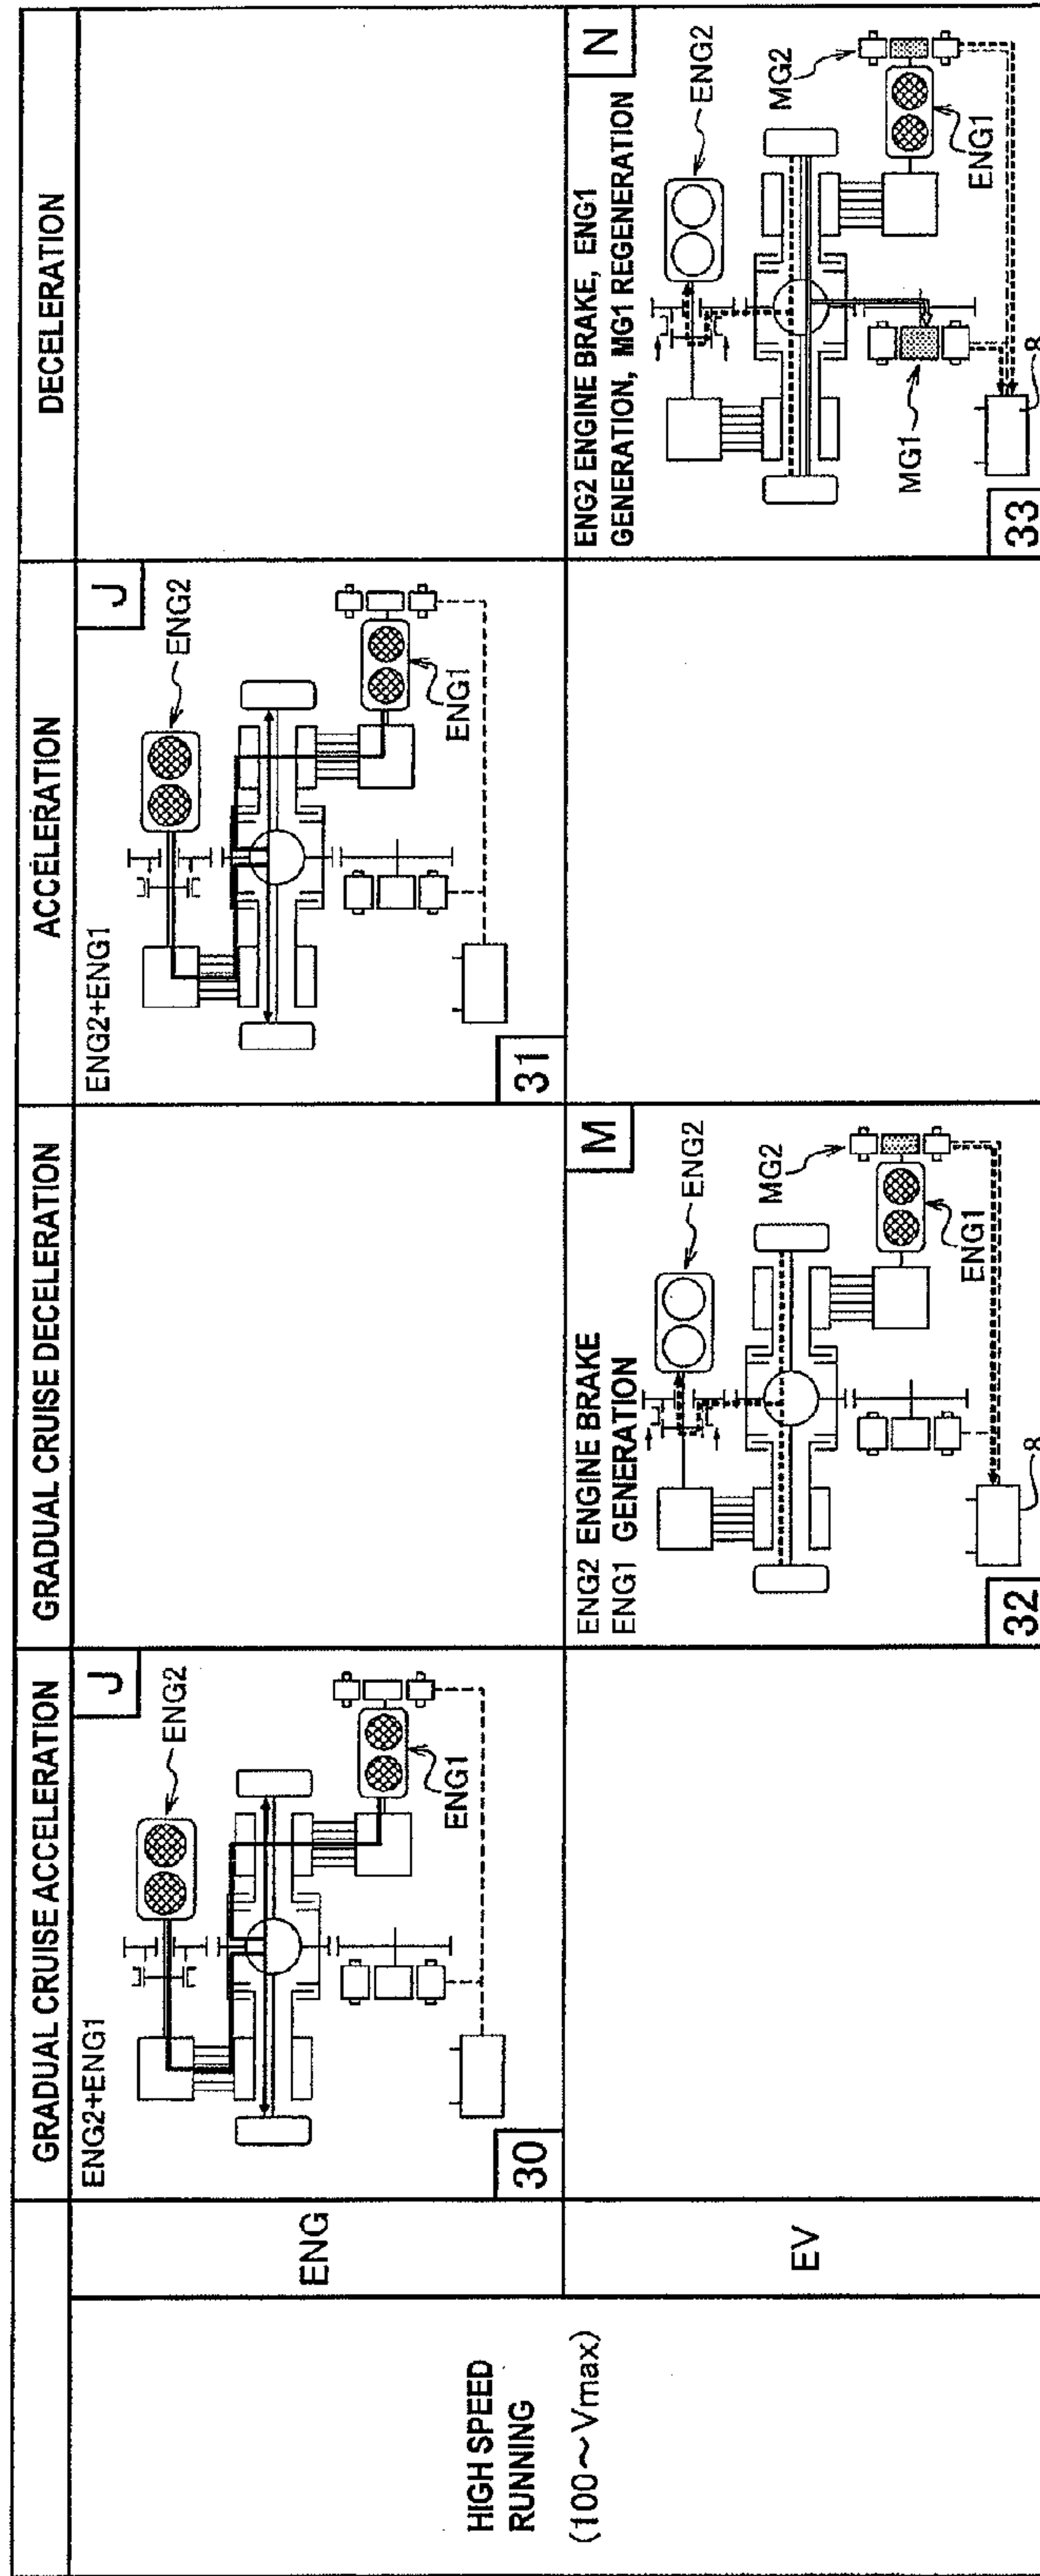 GRADUAL CRUISE ACCELERATION
GRADUAL CRUISE DECELERATION
ACCELERATION
DECELERATION
HIGH SPEED
RUNNING
(100～Vmax)
ENG
ENG2+ENG1
J
ENG2
ENG1
30
ENG2+ENG1
J
ENG2
ENG1
31
EV
ENG2 ENGINE BRAKE
ENG1 GENERATION
M
ENG2
MG2
ENG1
8
32
ENG2 ENGINE BRAKE, ENG1
GENERATION, MG1 REGENERATION
N
ENG2
MG2
ENG1
MG1
8
33